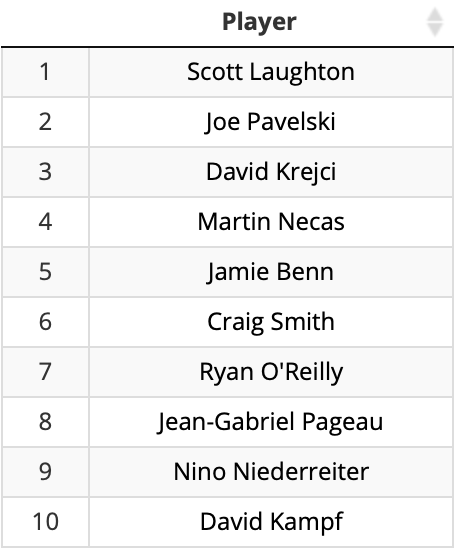 Player
1 Scott Laughton
2 Joe Pavelski
3 David Krejci
4 Martin Necas
5 Jamie Benn
6 Craig Smith
7 Ryan O'Reilly
8 Jean-Gabriel Pageau
9 Nino Niederreiter
10 David Kampf